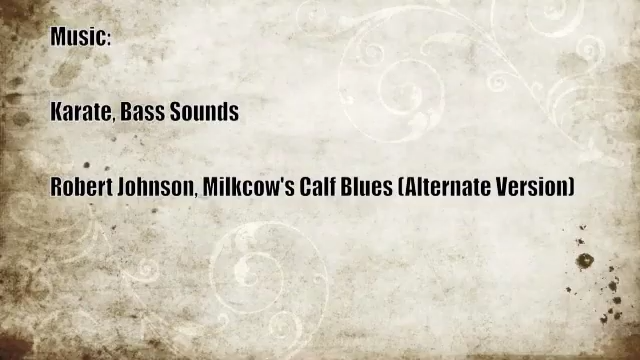 Music:
Karate, Bass Sounds
Robert Johnson, Milkcow's Calf Blues (Alternate Version)